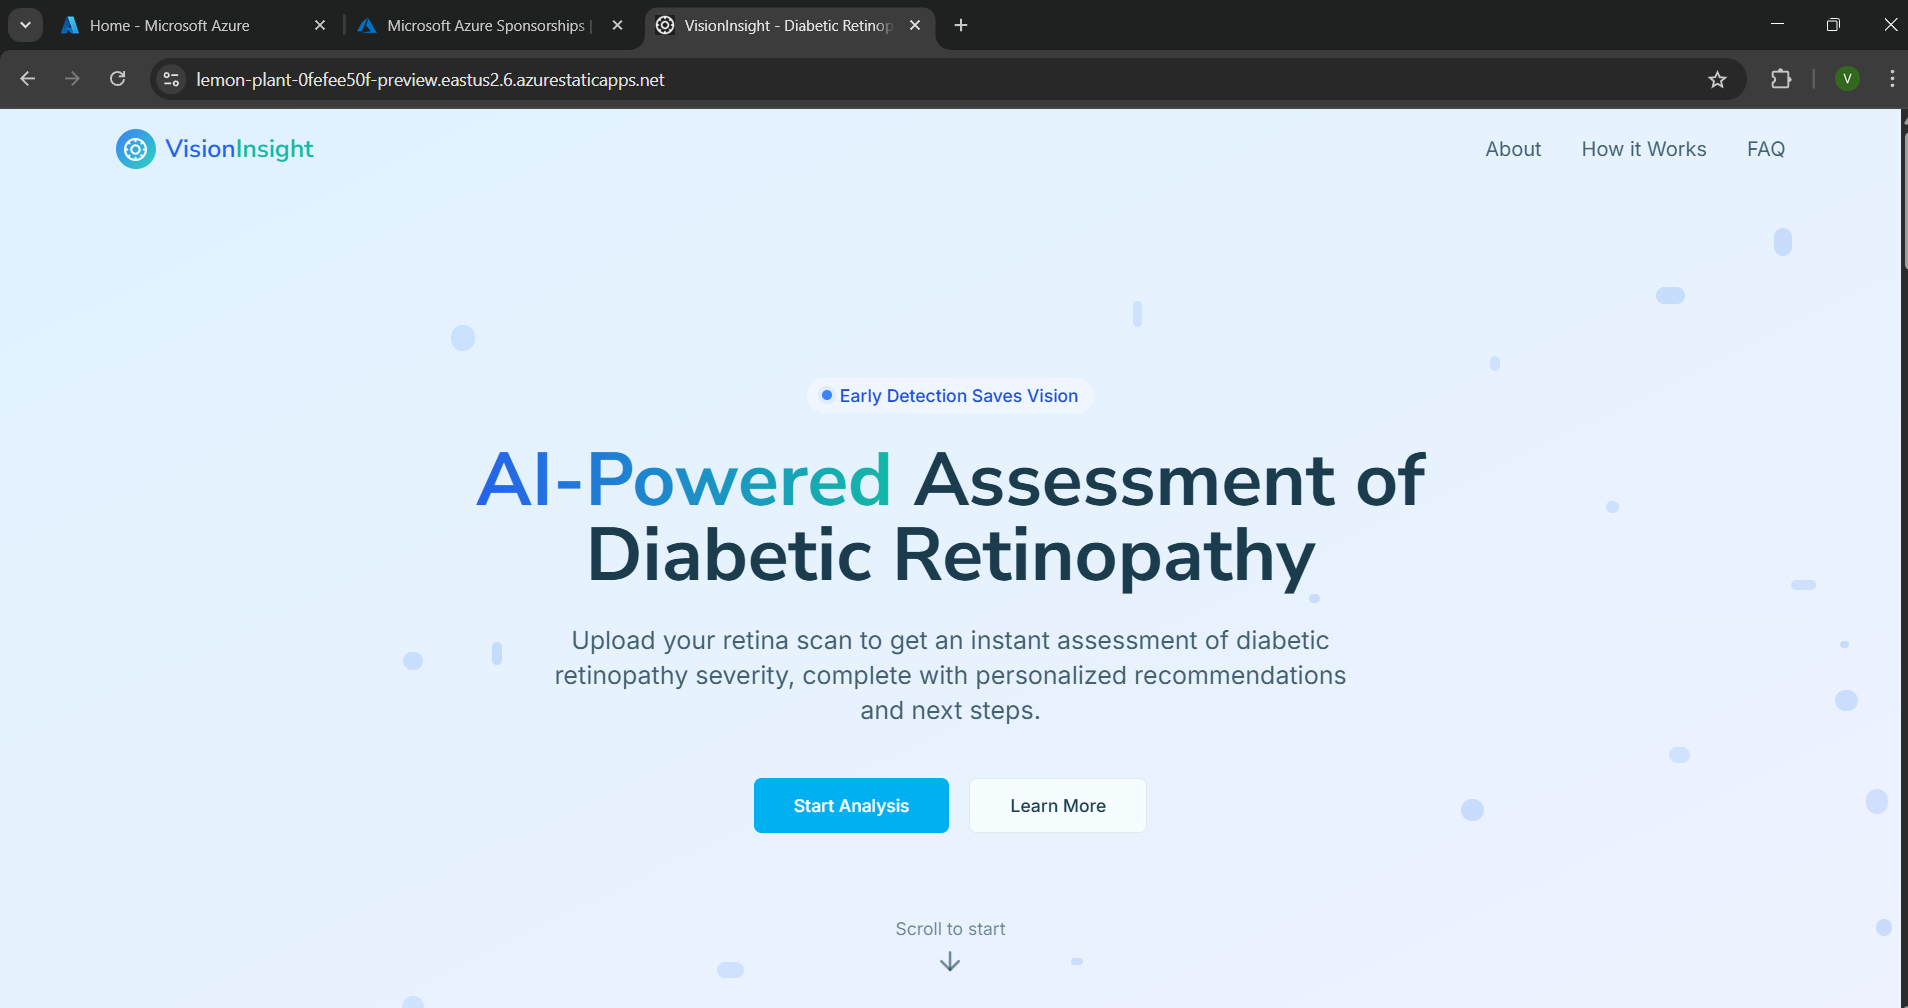 Home - Microsoft Azure
Microsoft Azure Sponsorships |
VisionInsight - Diabetic Retinop
lemon-plant-0fefee50f-preview.eastus2.6.azurestaticapps.net
V
VisionInsight
About
How it Works
FAQ
Early Detection Saves Vision
AI-Powered Assessment of
Diabetic Retinopathy
Upload your retina scan to get an instant assessment of diabetic
retinopathy severity, complete with personalized recommendations
and next steps.
Start Analysis
Learn More
Scroll to start